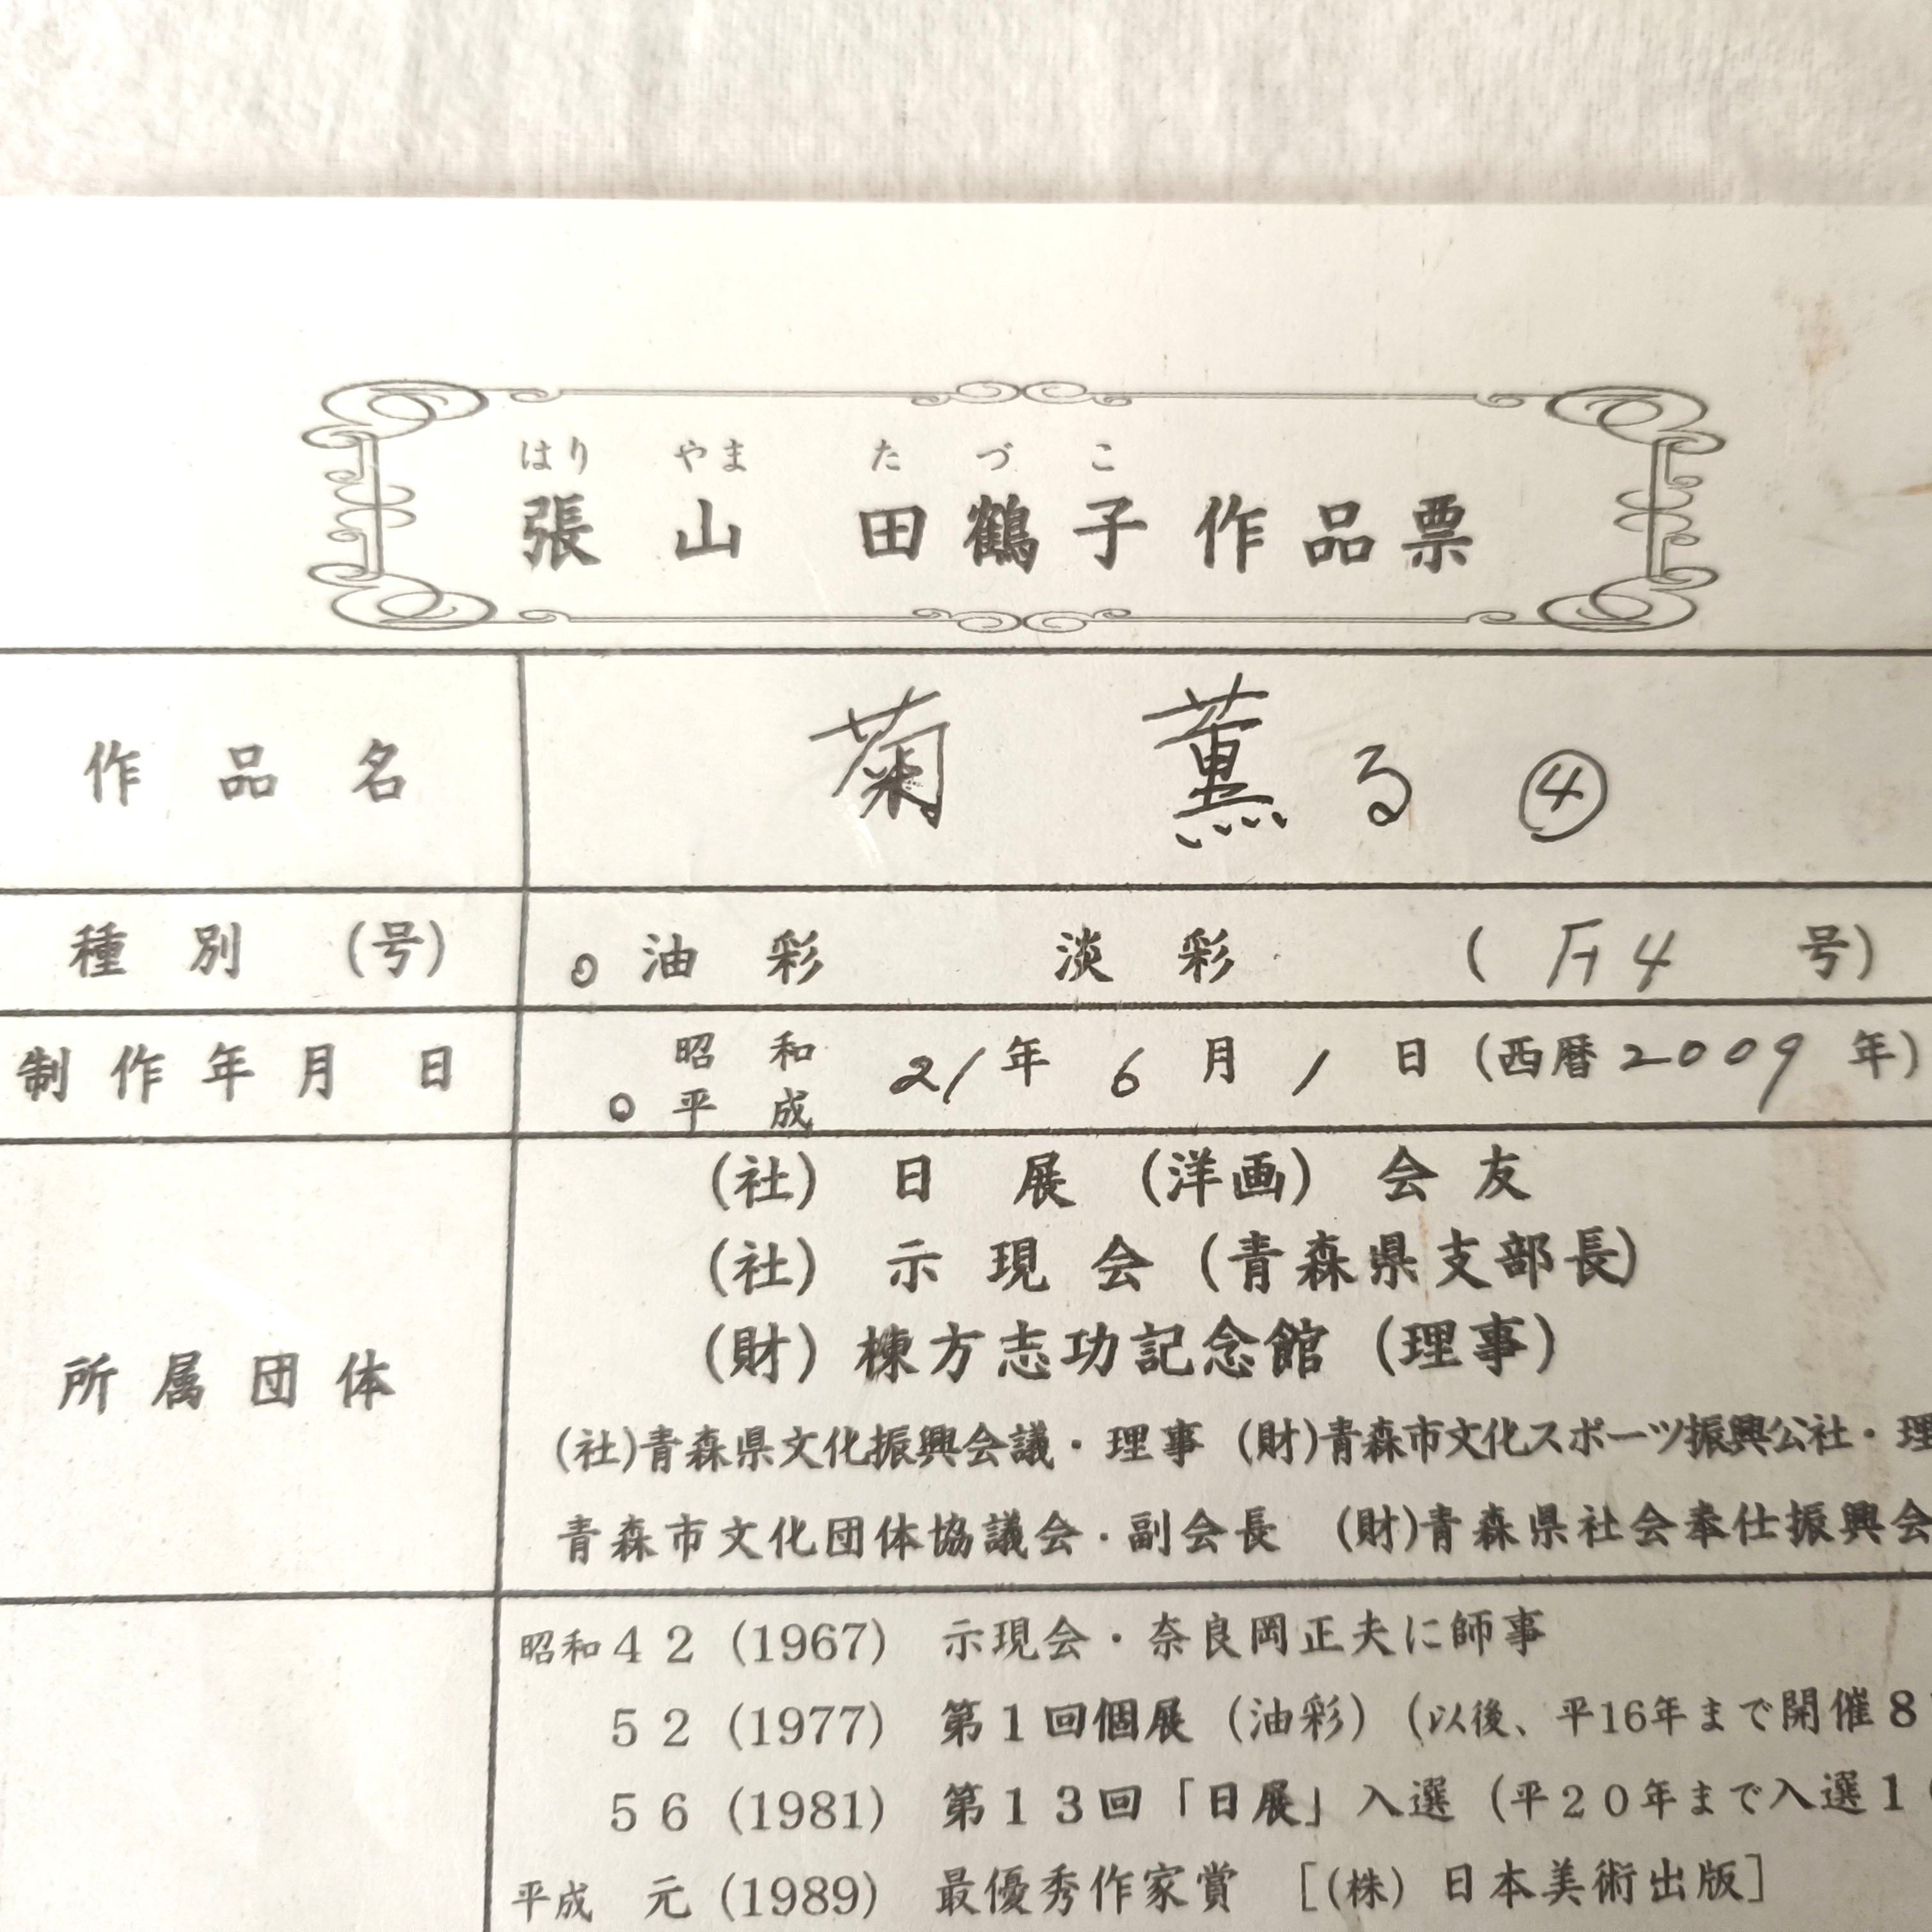 はり やま た づ こ
張 山 田鶴子作品票
作品名 菊 薫る ④
種別 (号) ○油彩 淡彩 ( F4 号)
制作年月日 昭和 ○平成 21年 6月 1日 (西暦2009年)
所属団体
(社) 日展 (洋画) 会友
(社) 示現会 (青森県支部長)
(財) 棟方志功記念館 (理事)
(社)青森県文化振興会議・理事 (財)青森市文化スポーツ振興公社・理
青森市文化団体協議会・副会長 (財)青森県社会奉仕振興会
昭和42 (1967) 示現会・奈良岡正夫に師事
52 (1977) 第1回個展 (油彩) (以後、平16年まで開催8
56 (1981) 第13回「日展」入選 (平20年まで入選1
平成 元 (1989) 最優秀作家賞 [(株) 日本美術出版]